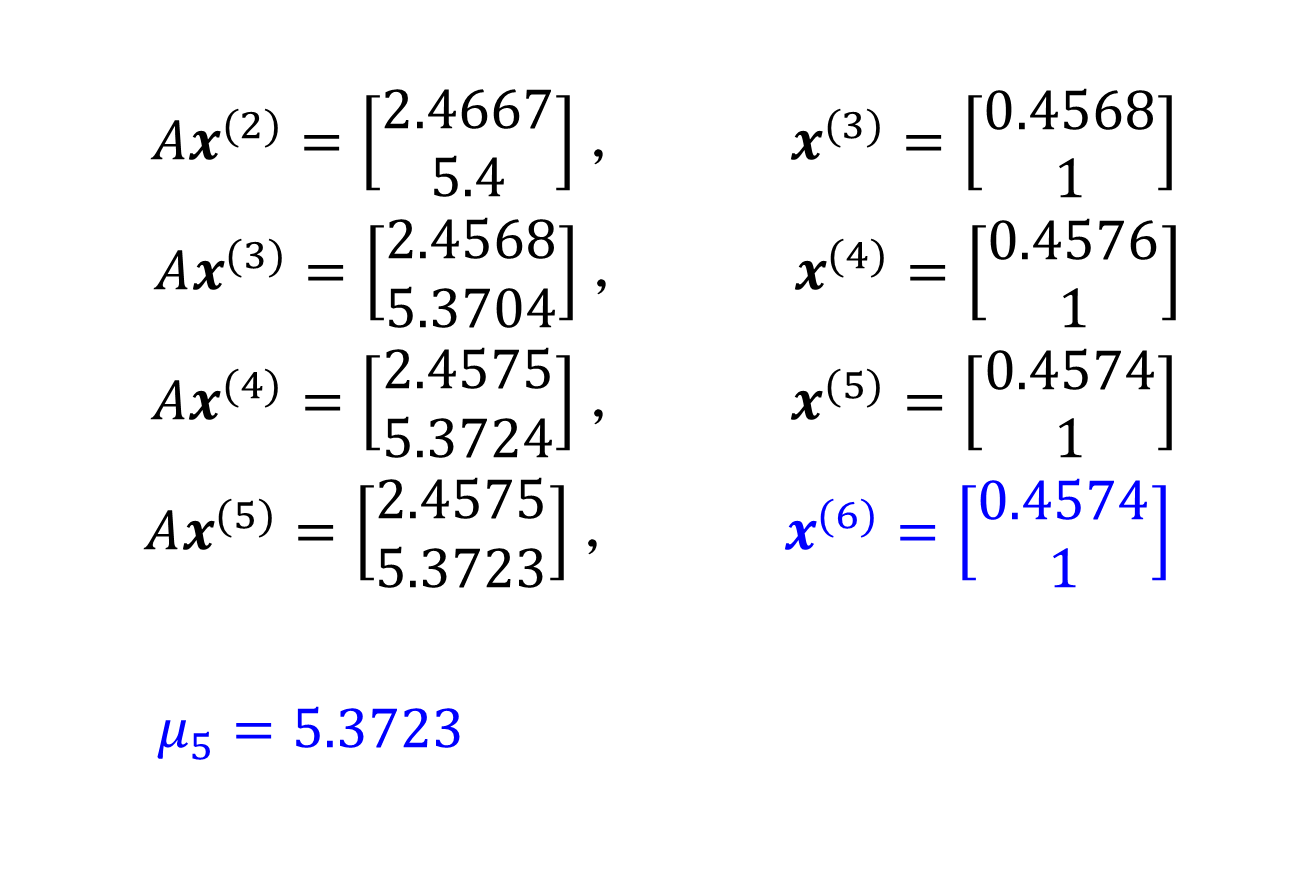 Ax⁽²⁾ = [2.4667 5.4], x⁽³⁾ = [0.4568 1]
Ax⁽³⁾ = [2.4568 5.3704], x⁽⁴⁾ = [0.4576 1]
Ax⁽⁴⁾ = [2.4575 5.3724], x⁽⁵⁾ = [0.4574 1]
Ax⁽⁵⁾ = [2.4575 5.3723], x⁽⁶⁾ = [0.4574 1]
μ₅ = 5.3723